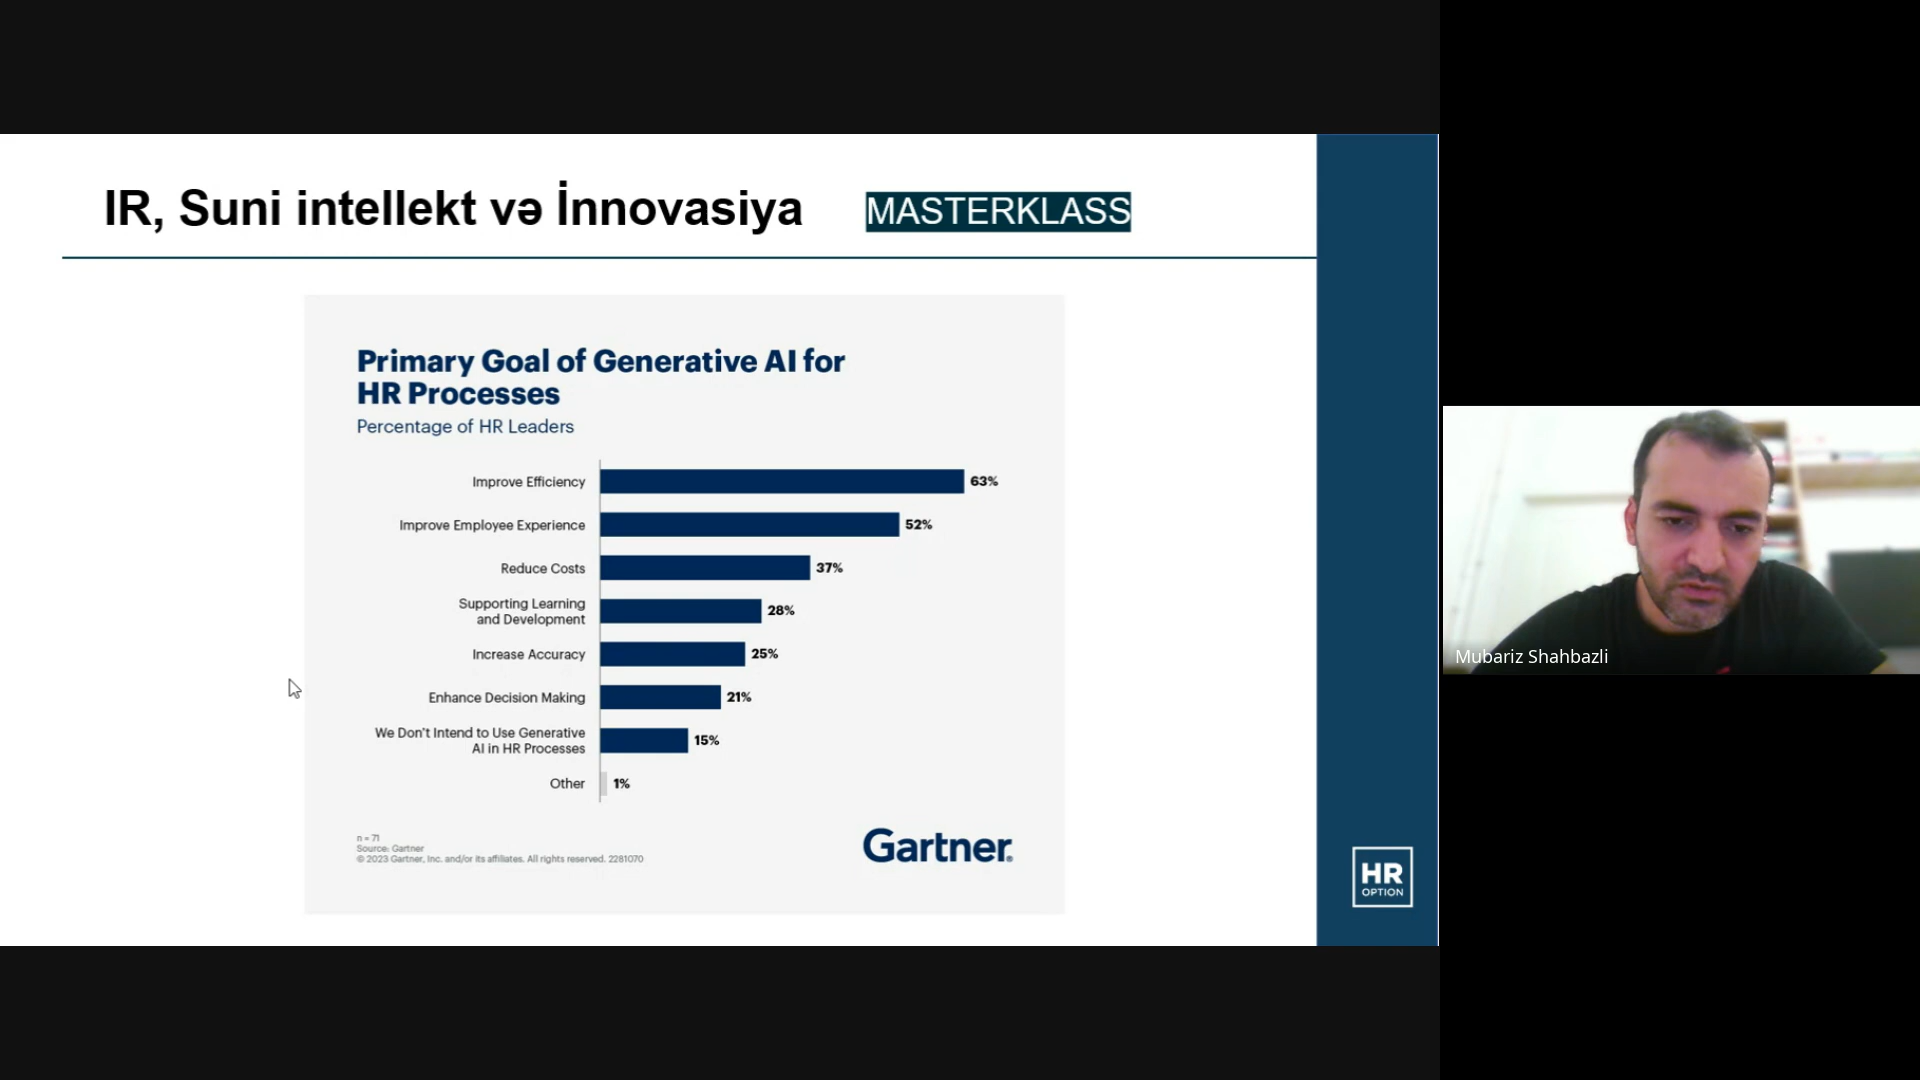 IR, Suni intellekt və İnnovasiya MASTERKLASS
Primary Goal of Generative AI for
HR Processes
Percentage of HR Leaders
Improve Efficiency 63%
Improve Employee Experience 52%
Reduce Costs 37%
Supporting Learning
and Development 28%
Increase Accuracy 25%
Enhance Decision Making 21%
We Don't Intend to Use Generative
AI in HR Processes 15%
Other 1%
n = 71
Source: Gartner
© 2023 Gartner, Inc. and/or its affiliates. All rights reserved. 2281070
Gartner®
HR
OPTION
Mubariz Shahbazli